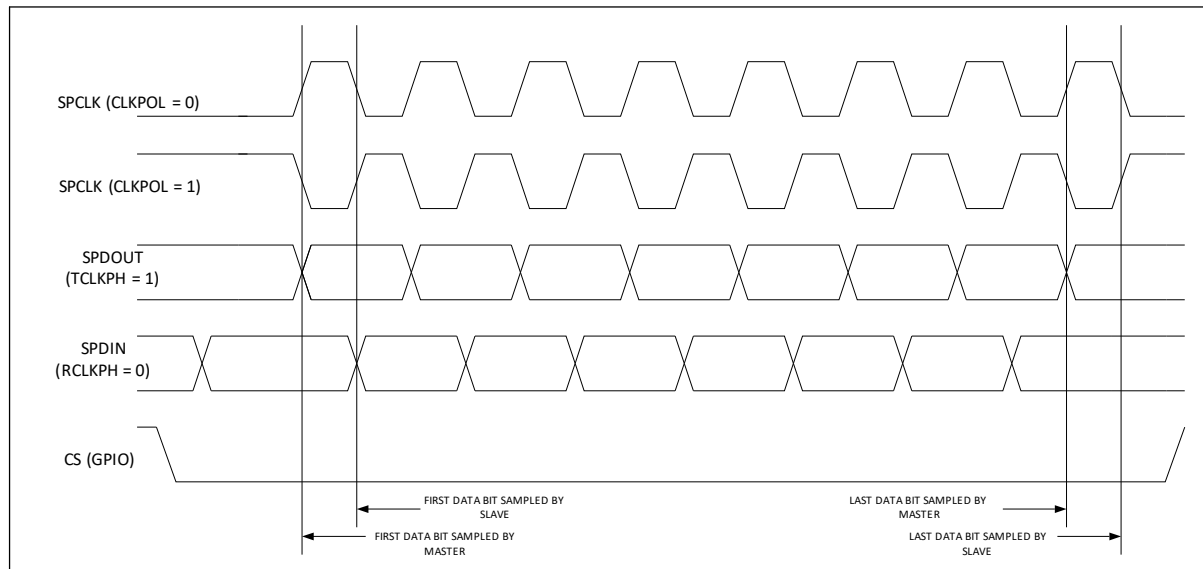 SPCLK (CLKPOL = 0)
SPCLK (CLKPOL = 1)
SPDOUT
(TCLKPH = 1)
SPDIN
(RCLKPH = 0)
CS (GPIO)
FIRST DATA BIT SAMPLED BY
SLAVE
LAST DATA BIT SAMPLED BY
MASTER
FIRST DATA BIT SAMPLED BY
MASTER
LAST DATA BIT SAMPLED BY
SLAVE